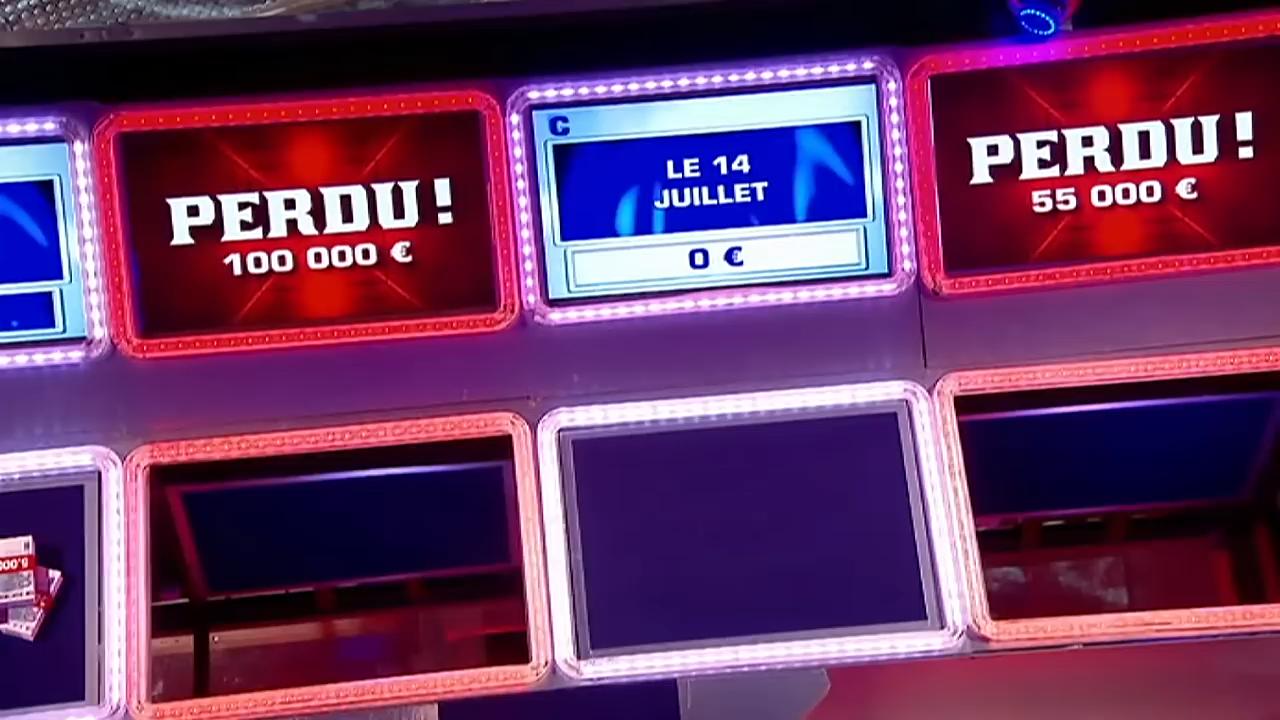 PERDU !
100 000 €
C
LE 14
JUILLET
0 €
PERDU !
55 000 €